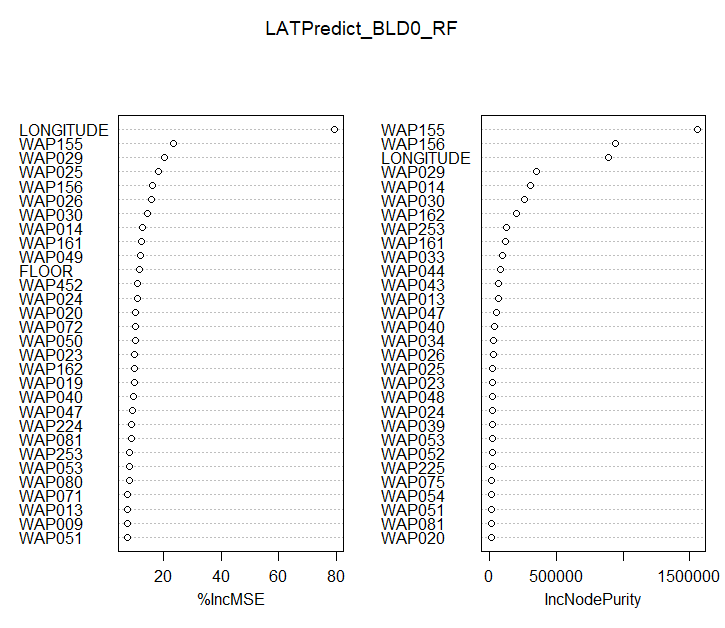 LATPredict_BLD0_RF
LONGITUDE
WAP155
WAP029
WAP025
WAP156
WAP026
WAP030
WAP014
WAP161
WAP049
FLOOR
WAP452
WAP024
WAP020
WAP072
WAP050
WAP023
WAP162
WAP019
WAP040
WAP047
WAP224
WAP081
WAP253
WAP053
WAP080
WAP071
WAP013
WAP009
WAP051
20 40 60 80
%IncMSE
WAP155
WAP156
LONGITUDE
WAP029
WAP014
WAP030
WAP162
WAP253
WAP161
WAP033
WAP044
WAP043
WAP013
WAP047
WAP040
WAP034
WAP026
WAP025
WAP023
WAP048
WAP024
WAP039
WAP053
WAP052
WAP225
WAP075
WAP054
WAP051
WAP081
WAP020
0 500000 1500000
IncNodePurity